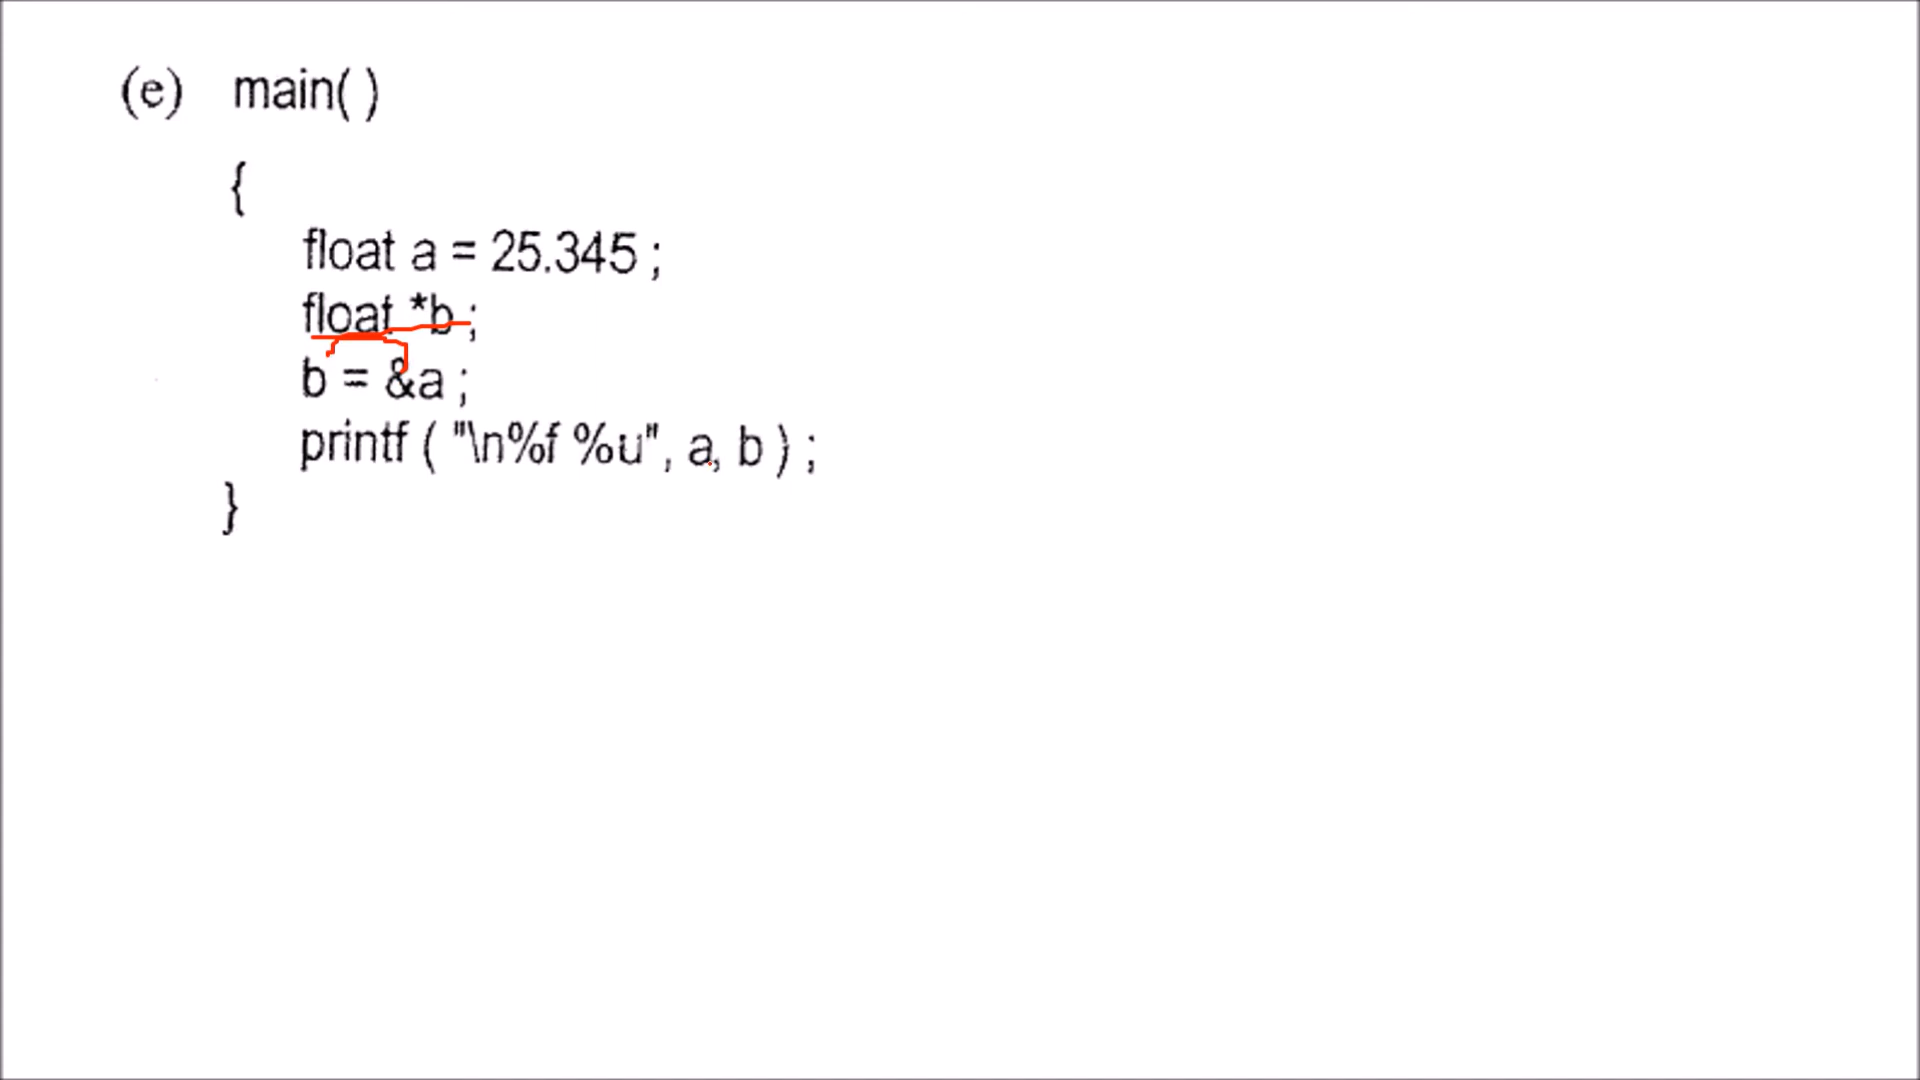 (e) main( )
{
float a = 25.345 ;
float *b ;
b = &a ;
printf ( "\n%f %u", a, b ) ;
}